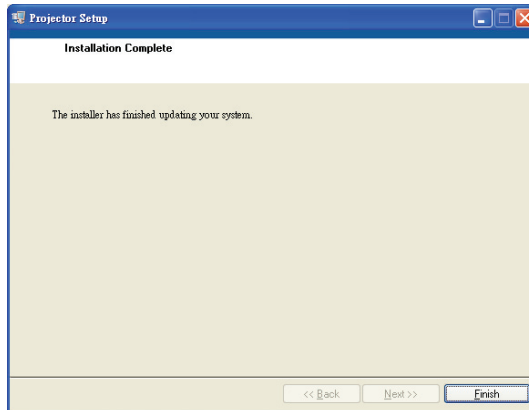 Projector Setup
Installation Complete
The installer has finished updating your system.
<< Back Next >> Finish